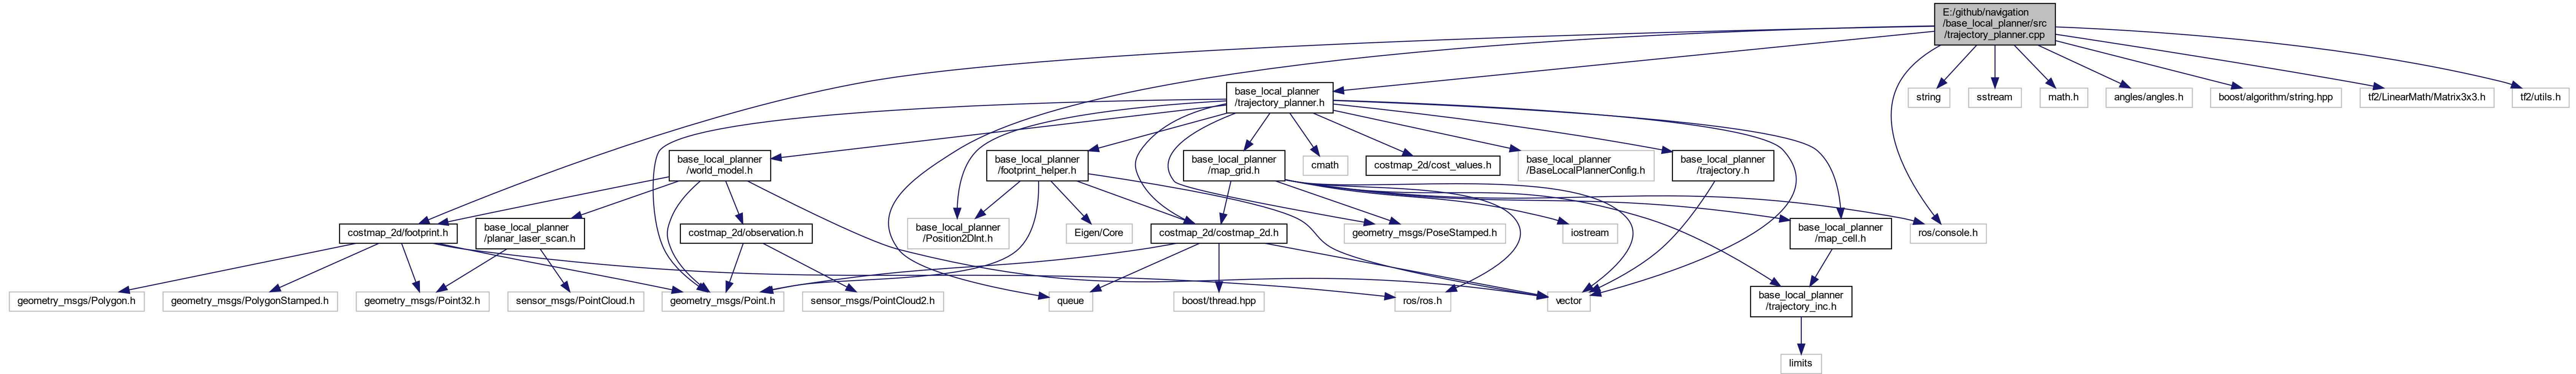 E:/github/navigation
/base_local_planner/src
/trajectory_planner.cpp
base_local_planner
/trajectory_planner.h
string
sstream
math.h
angles/angles.h
boost/algorithm/string.hpp
tf2/LinearMath/Matrix3x3.h
tf2/utils.h
base_local_planner
/world_model.h
base_local_planner
/footprint_helper.h
base_local_planner
/map_grid.h
cmath
costmap_2d/cost_values.h
base_local_planner
/BaseLocalPlannerConfig.h
base_local_planner
/trajectory.h
costmap_2d/footprint.h
base_local_planner
/planar_laser_scan.h
costmap_2d/observation.h
base_local_planner
/Position2DInt.h
Eigen/Core
costmap_2d/costmap_2d.h
geometry_msgs/PoseStamped.h
iostream
base_local_planner
/map_cell.h
ros/console.h
geometry_msgs/Polygon.h
geometry_msgs/PolygonStamped.h
geometry_msgs/Point32.h
sensor_msgs/PointCloud.h
geometry_msgs/Point.h
sensor_msgs/PointCloud2.h
queue
boost/thread.hpp
ros/ros.h
vector
base_local_planner
/trajectory_inc.h
limits